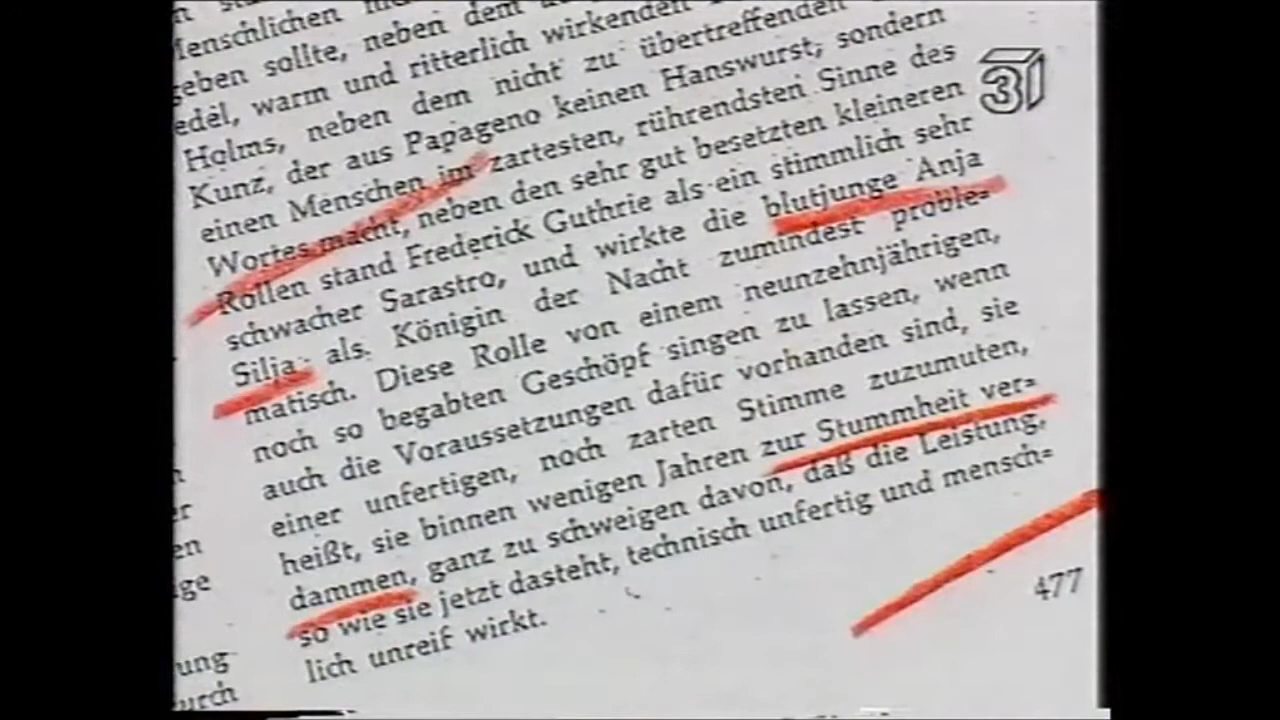 Menschlichen
geben sollte, neben dem
edel, warm und ritterlich wirkenden
Holms, neben dem nicht zu übertreffenden
Kunz, der aus Papageno keinen Hanswurst, sondern
einen Menschen im zartesten, rührendsten Sinne des
Wortes macht, neben den sehr gut besetzten kleineren
Rollen stand Frederick Guthrie als ein stimmlich sehr
schwacher Sarastro, und wirkte die blutjunge Anja
Silja als Königin der Nacht zumindest proble-
matisch. Diese Rolle von einem neunzehnjährigen,
noch so begabten Geschöpf singen zu lassen, wenn
auch die Voraussetzungen dafür vorhanden sind, sie
einer unfertigen, noch zarten Stimme zuzumuten,
heißt, sie binnen wenigen Jahren zur Stummheit ver-
dammen, ganz zu schweigen davon, daß die Leistung,
so wie sie jetzt dasteht, technisch unfertig und mensch-
lich unreif wirkt.
477
3